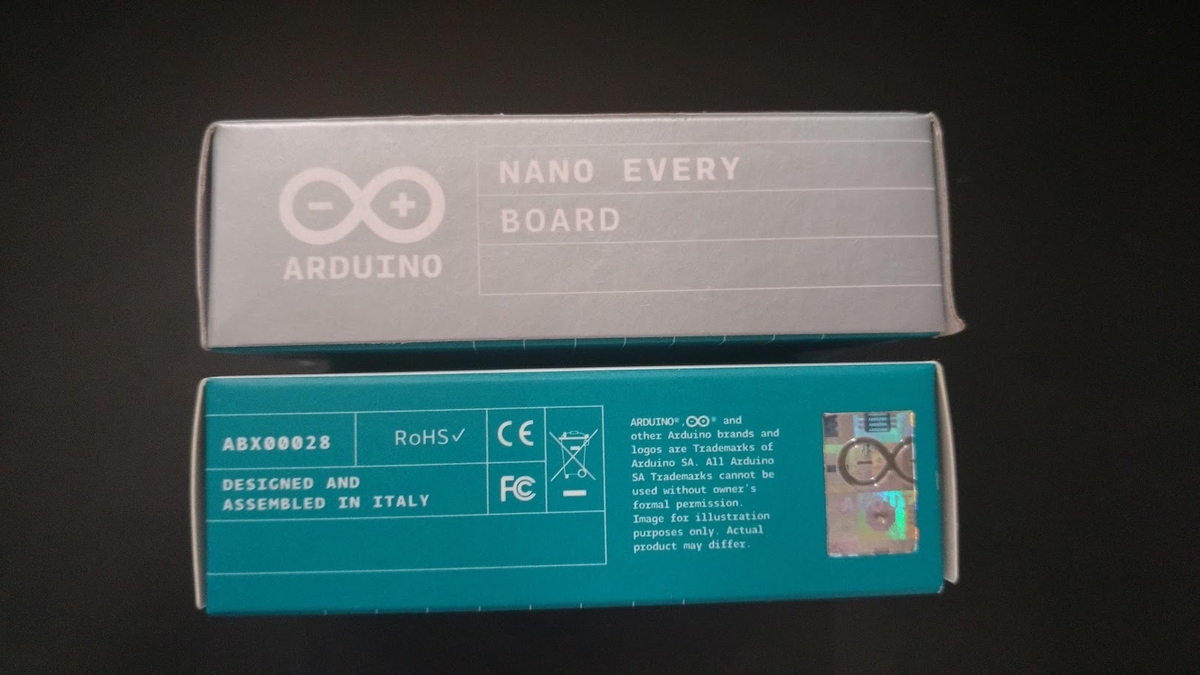 ARDUINO
NANO EVERY
BOARD
ABX00028
RoHS✓
CE
FC
DESIGNED AND
ASSEMBLED IN ITALY
ARDUINO®, ® and
other Arduino brands and
logos are Trademarks of
Arduino SA. All Arduino
SA Trademarks cannot be
used without owner's
formal permission.
Image for illustration
purposes only. Actual
product may differ.